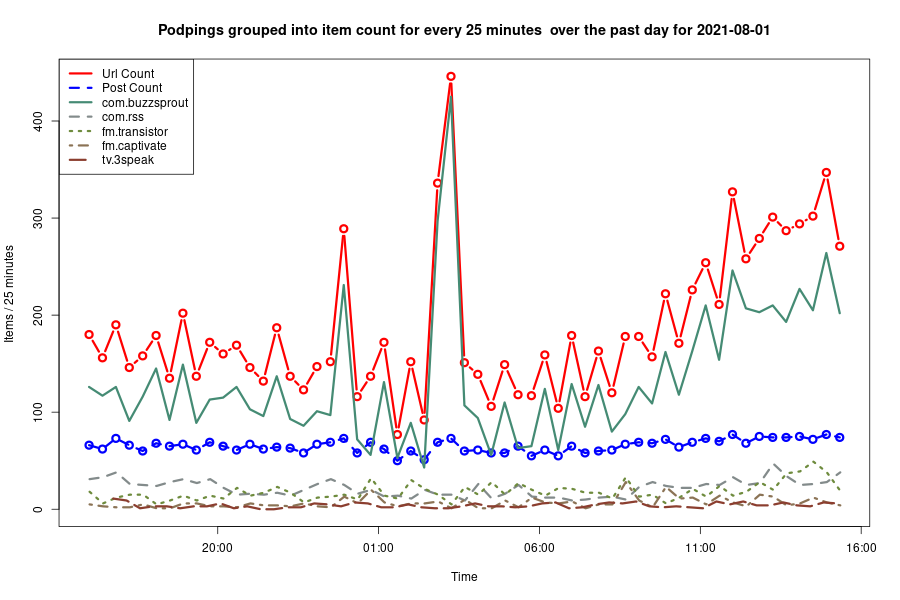 Podpings grouped into item count for every 25 minutes  over the past day for 2021-08-01
Url Count
Post Count
com.buzzsprout
com.rss
fm.transistor
fm.captivate
tv.3speak
Items / 25 minutes
400
300
200
100
0
20:00
01:00
06:00
11:00
16:00
Time